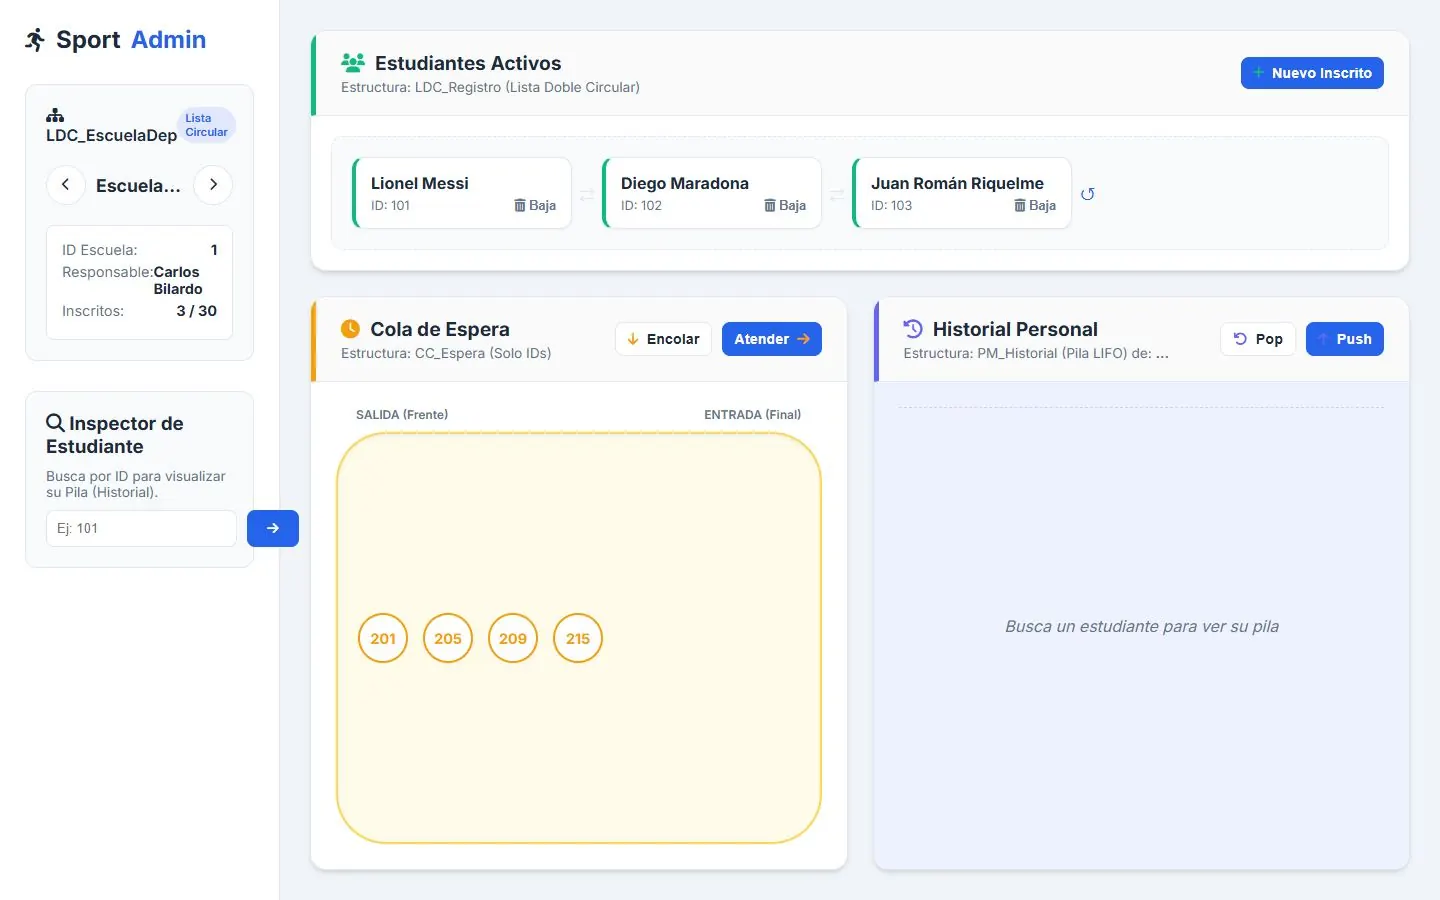 Sport Admin
LDC_EscuelaDep
Lista
Circular
Escuela...
ID Escuela: 1
Responsable: Carlos
Bilardo
Inscritos: 3 / 30
Inspector de
Estudiante
Busca por ID para visualizar
su Pila (Historial).
Ej: 101
Estudiantes Activos
Estructura: LDC_Registro (Lista Doble Circular)
Nuevo Inscrito
Lionel Messi
ID: 101 Baja
Diego Maradona
ID: 102 Baja
Juan Román Riquelme
ID: 103 Baja
Cola de Espera
Estructura: CC_Espera (Solo IDs)
Encolar
Atender
SALIDA (Frente) ENTRADA (Final)
201 205 209 215
Historial Personal
Estructura: PM_Historial (Pila LIFO) de: ...
Pop
Push
Busca un estudiante para ver su pila